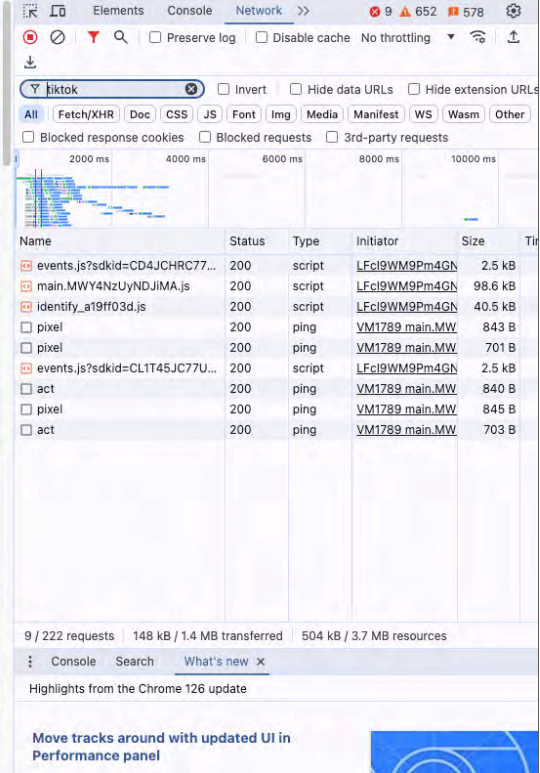 Elements Console Network 9 652 578
Preserve log Disable cache No throttling
tiktok Invert Hide data URLs Hide extension URLs
All Fetch/XHR Doc CSS JS Font Img Media Manifest WS Wasm Other
Blocked response cookies Blocked requests 3rd-party requests
2000 ms 4000 ms 6000 ms 8000 ms 10000 ms
Name Status Type Initiator Size Tir
events.js?sdkid=CD4JCHRC77... 200 script LFcI9WM9Pm4GN 2.5 kB
main.MWY4NzUyNDJiMA.js 200 script LFcI9WM9Pm4GN 98.6 kB
identify_a19ff03d.js 200 script LFcI9WM9Pm4GN 40.5 kB
pixel 200 ping VM1789 main.MW 843 B
pixel 200 ping VM1789 main.MW 701 B
events.js?sdkid=CL1T45JC77U... 200 script LFcI9WM9Pm4GN 2.5 kB
act 200 ping VM1789 main.MW 840 B
pixel 200 ping VM1789 main.MW 845 B
act 200 ping VM1789 main.MW 703 B
9 / 222 requests 148 kB / 1.4 MB transferred 504 kB / 3.7 MB resources
Console Search What's new
Highlights from the Chrome 126 update
Move tracks around with updated UI in
Performance panel